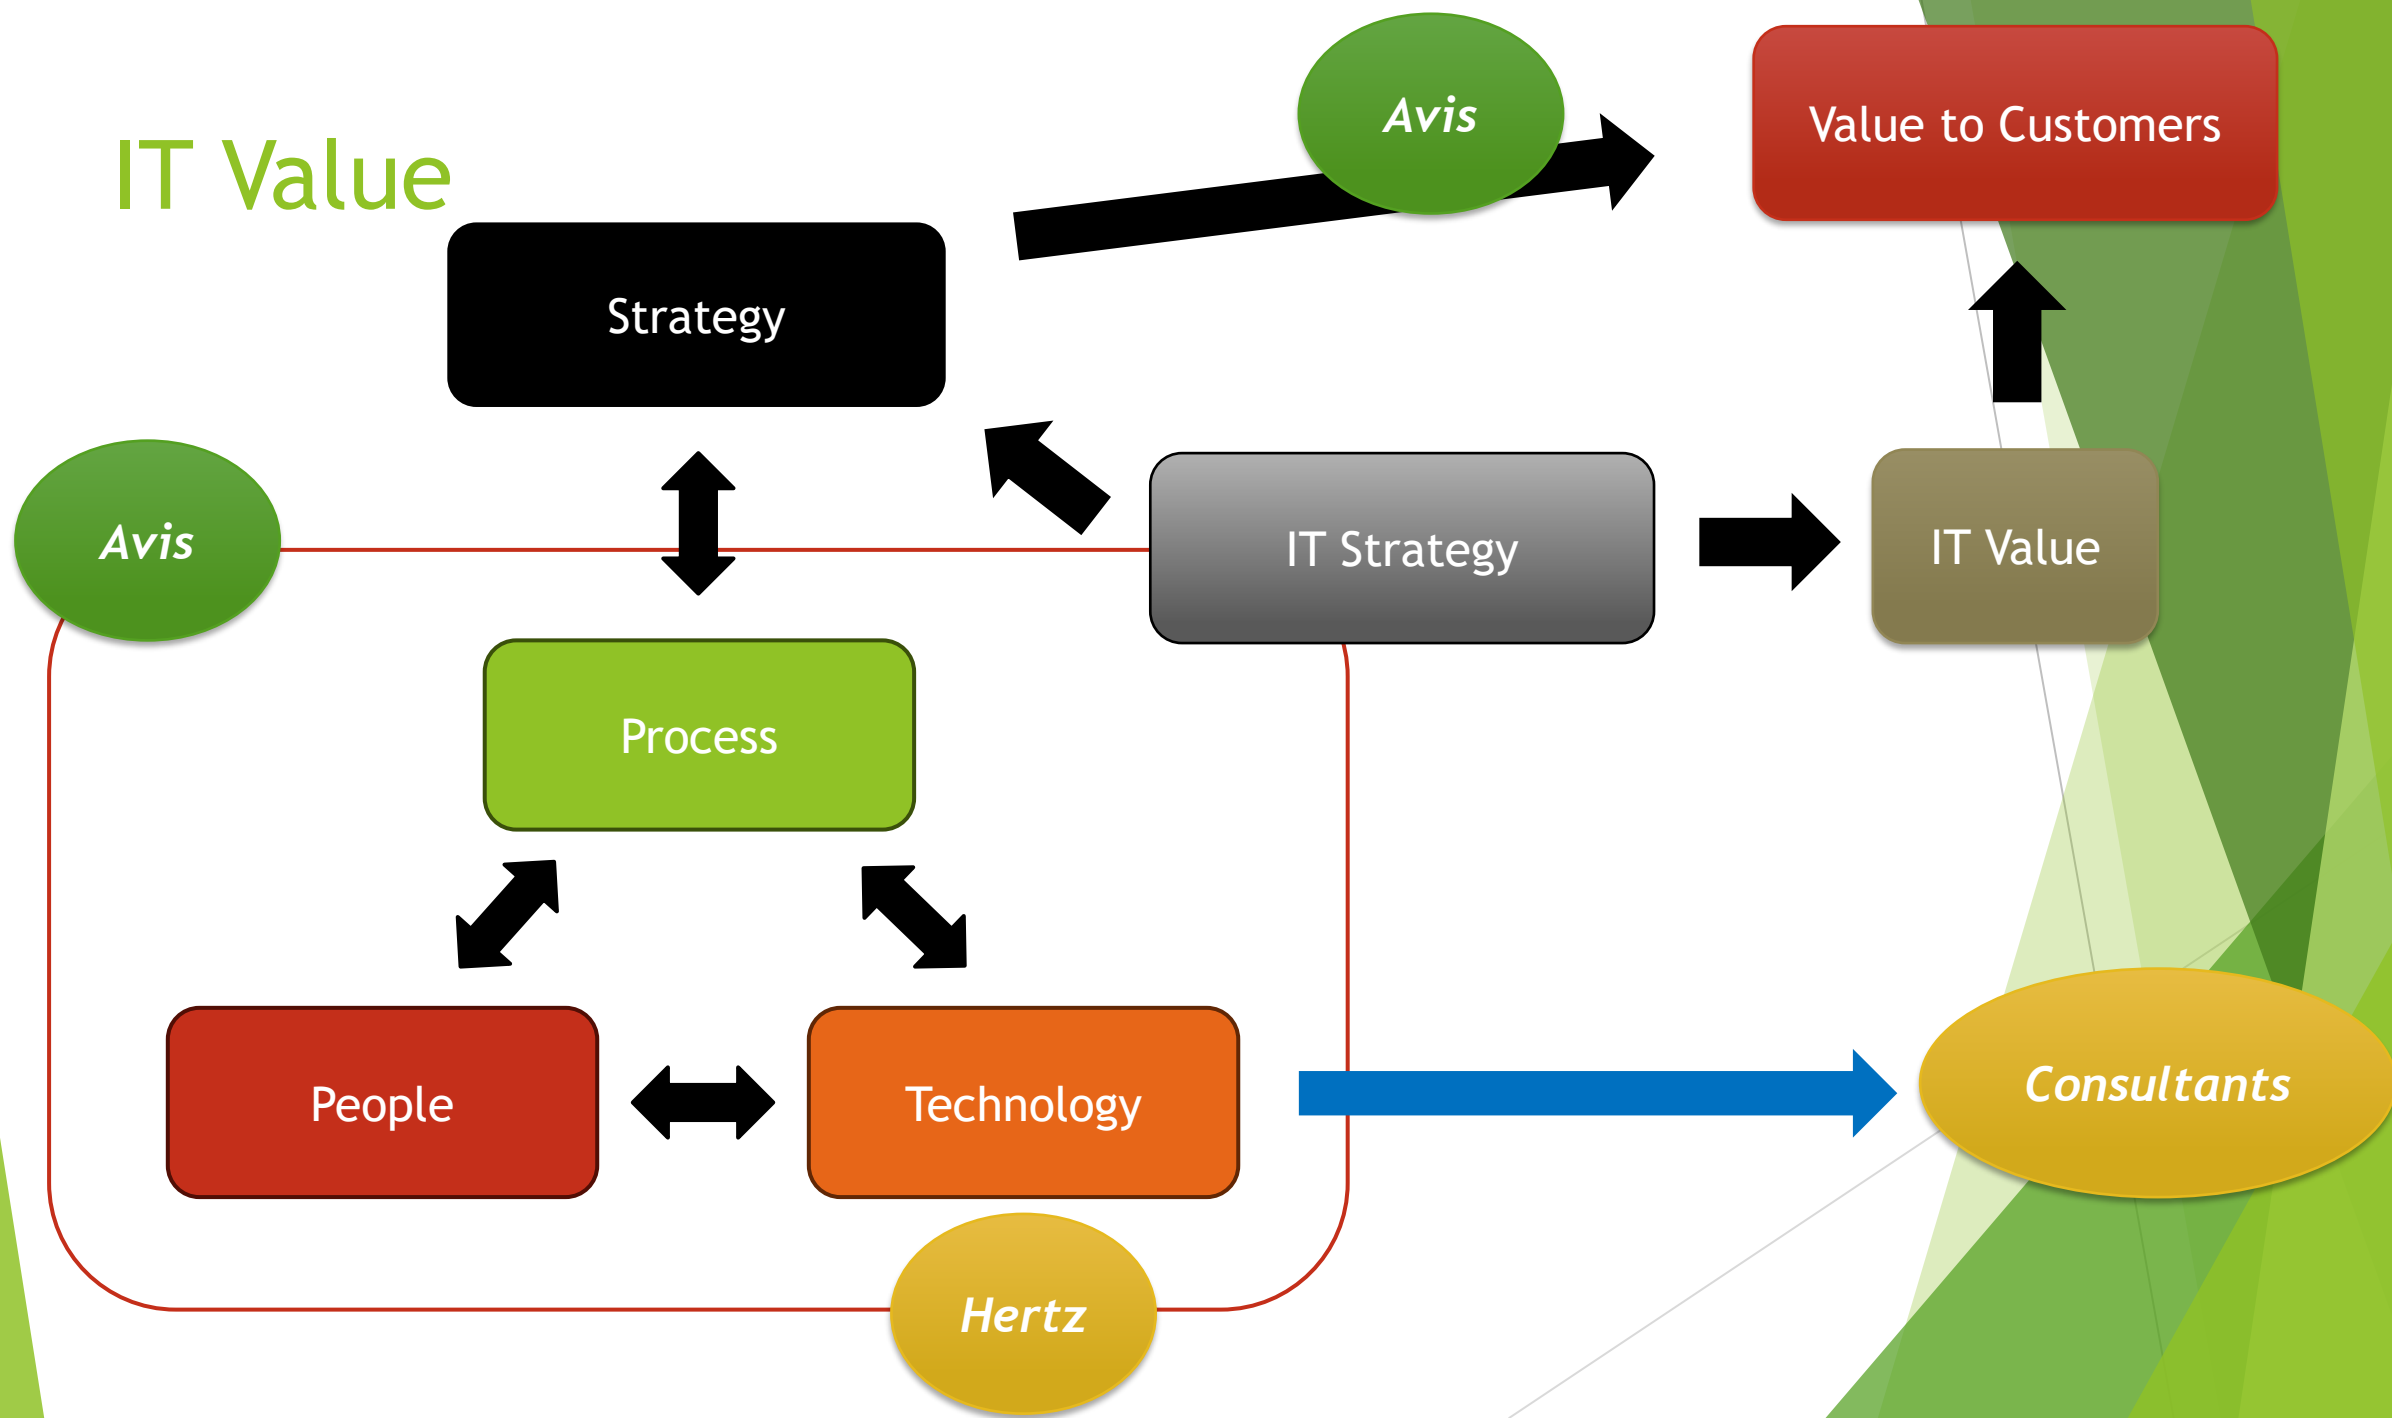 IT Value
Avis
Value to Customers
Strategy
Avis
IT Strategy
IT Value
Process
People
Technology
Consultants
Hertz